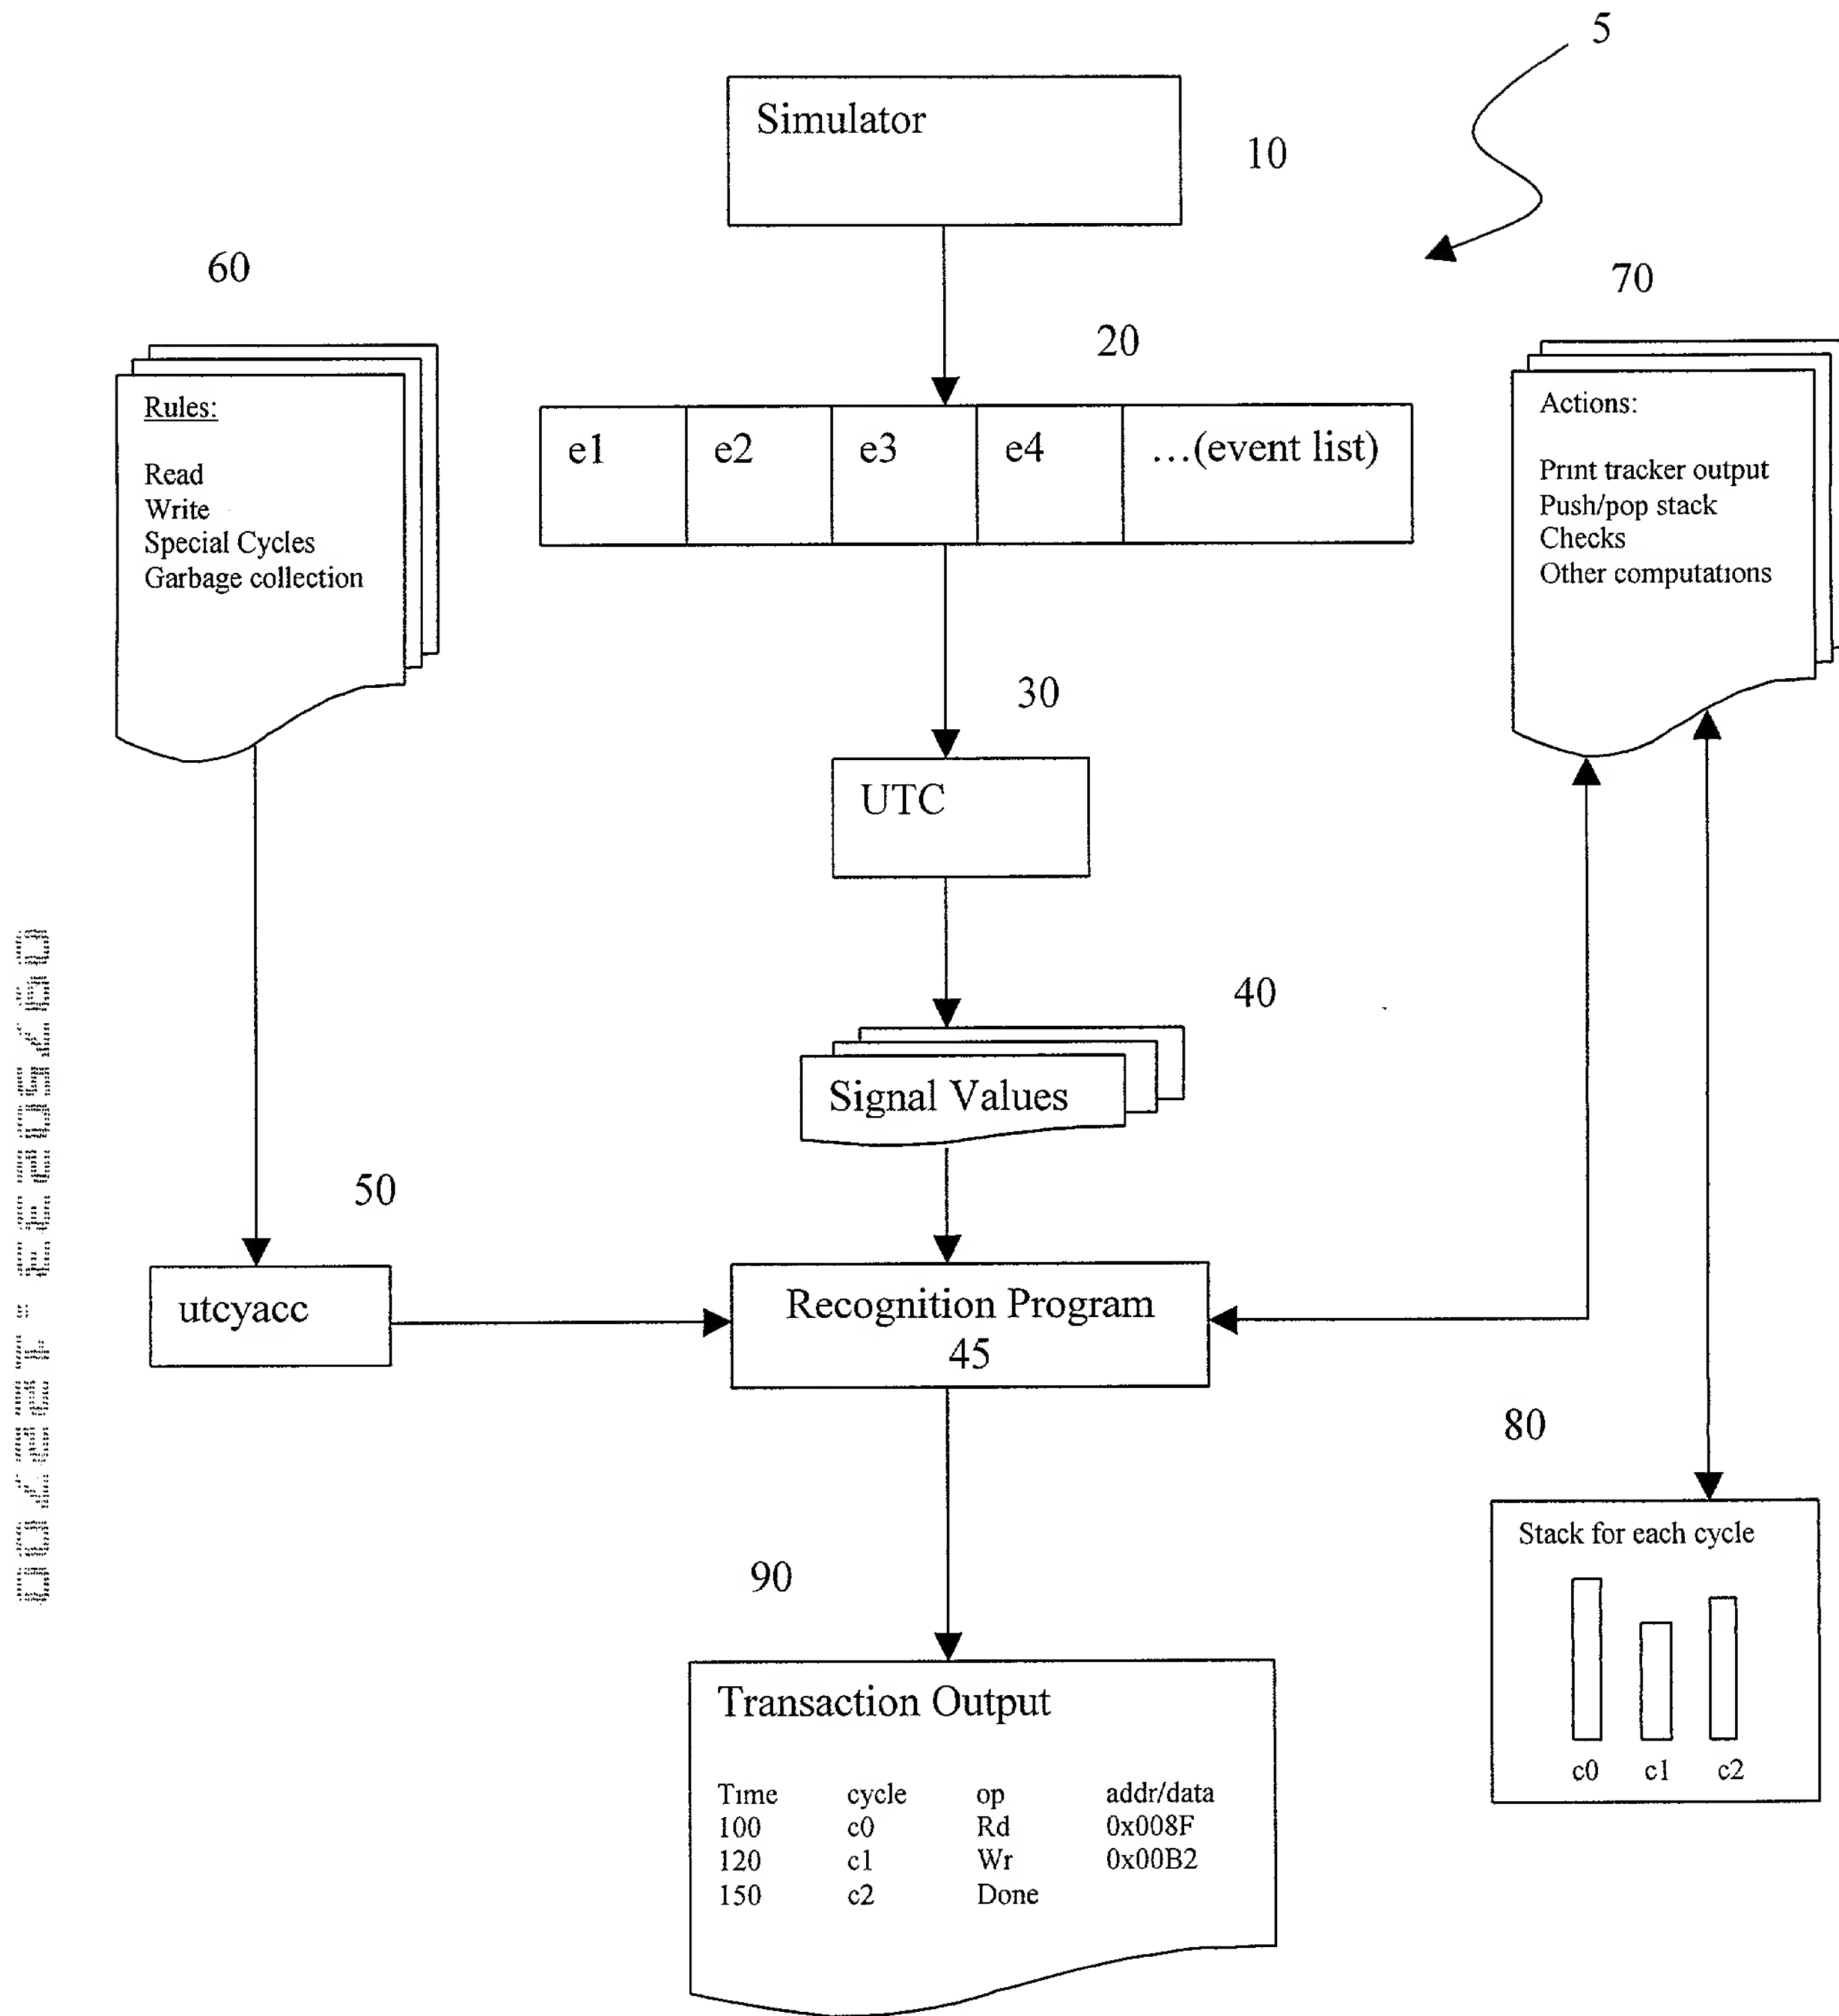 5
Simulator
10
60
70
20
Rules:
Read
Write
Special Cycles
Garbage collection
e1 e2 e3 e4 ...(event list)
Actions:
Print tracker output
Push/pop stack
Checks
Other computations
30
UTC
40
Signal Values
50
utcyacc
Recognition Program
45
80
Stack for each cycle
c0 c1 c2
90
Transaction Output
Time cycle op addr/data
100 c0 Rd 0x008F
120 c1 Wr 0x00B2
150 c2 Done